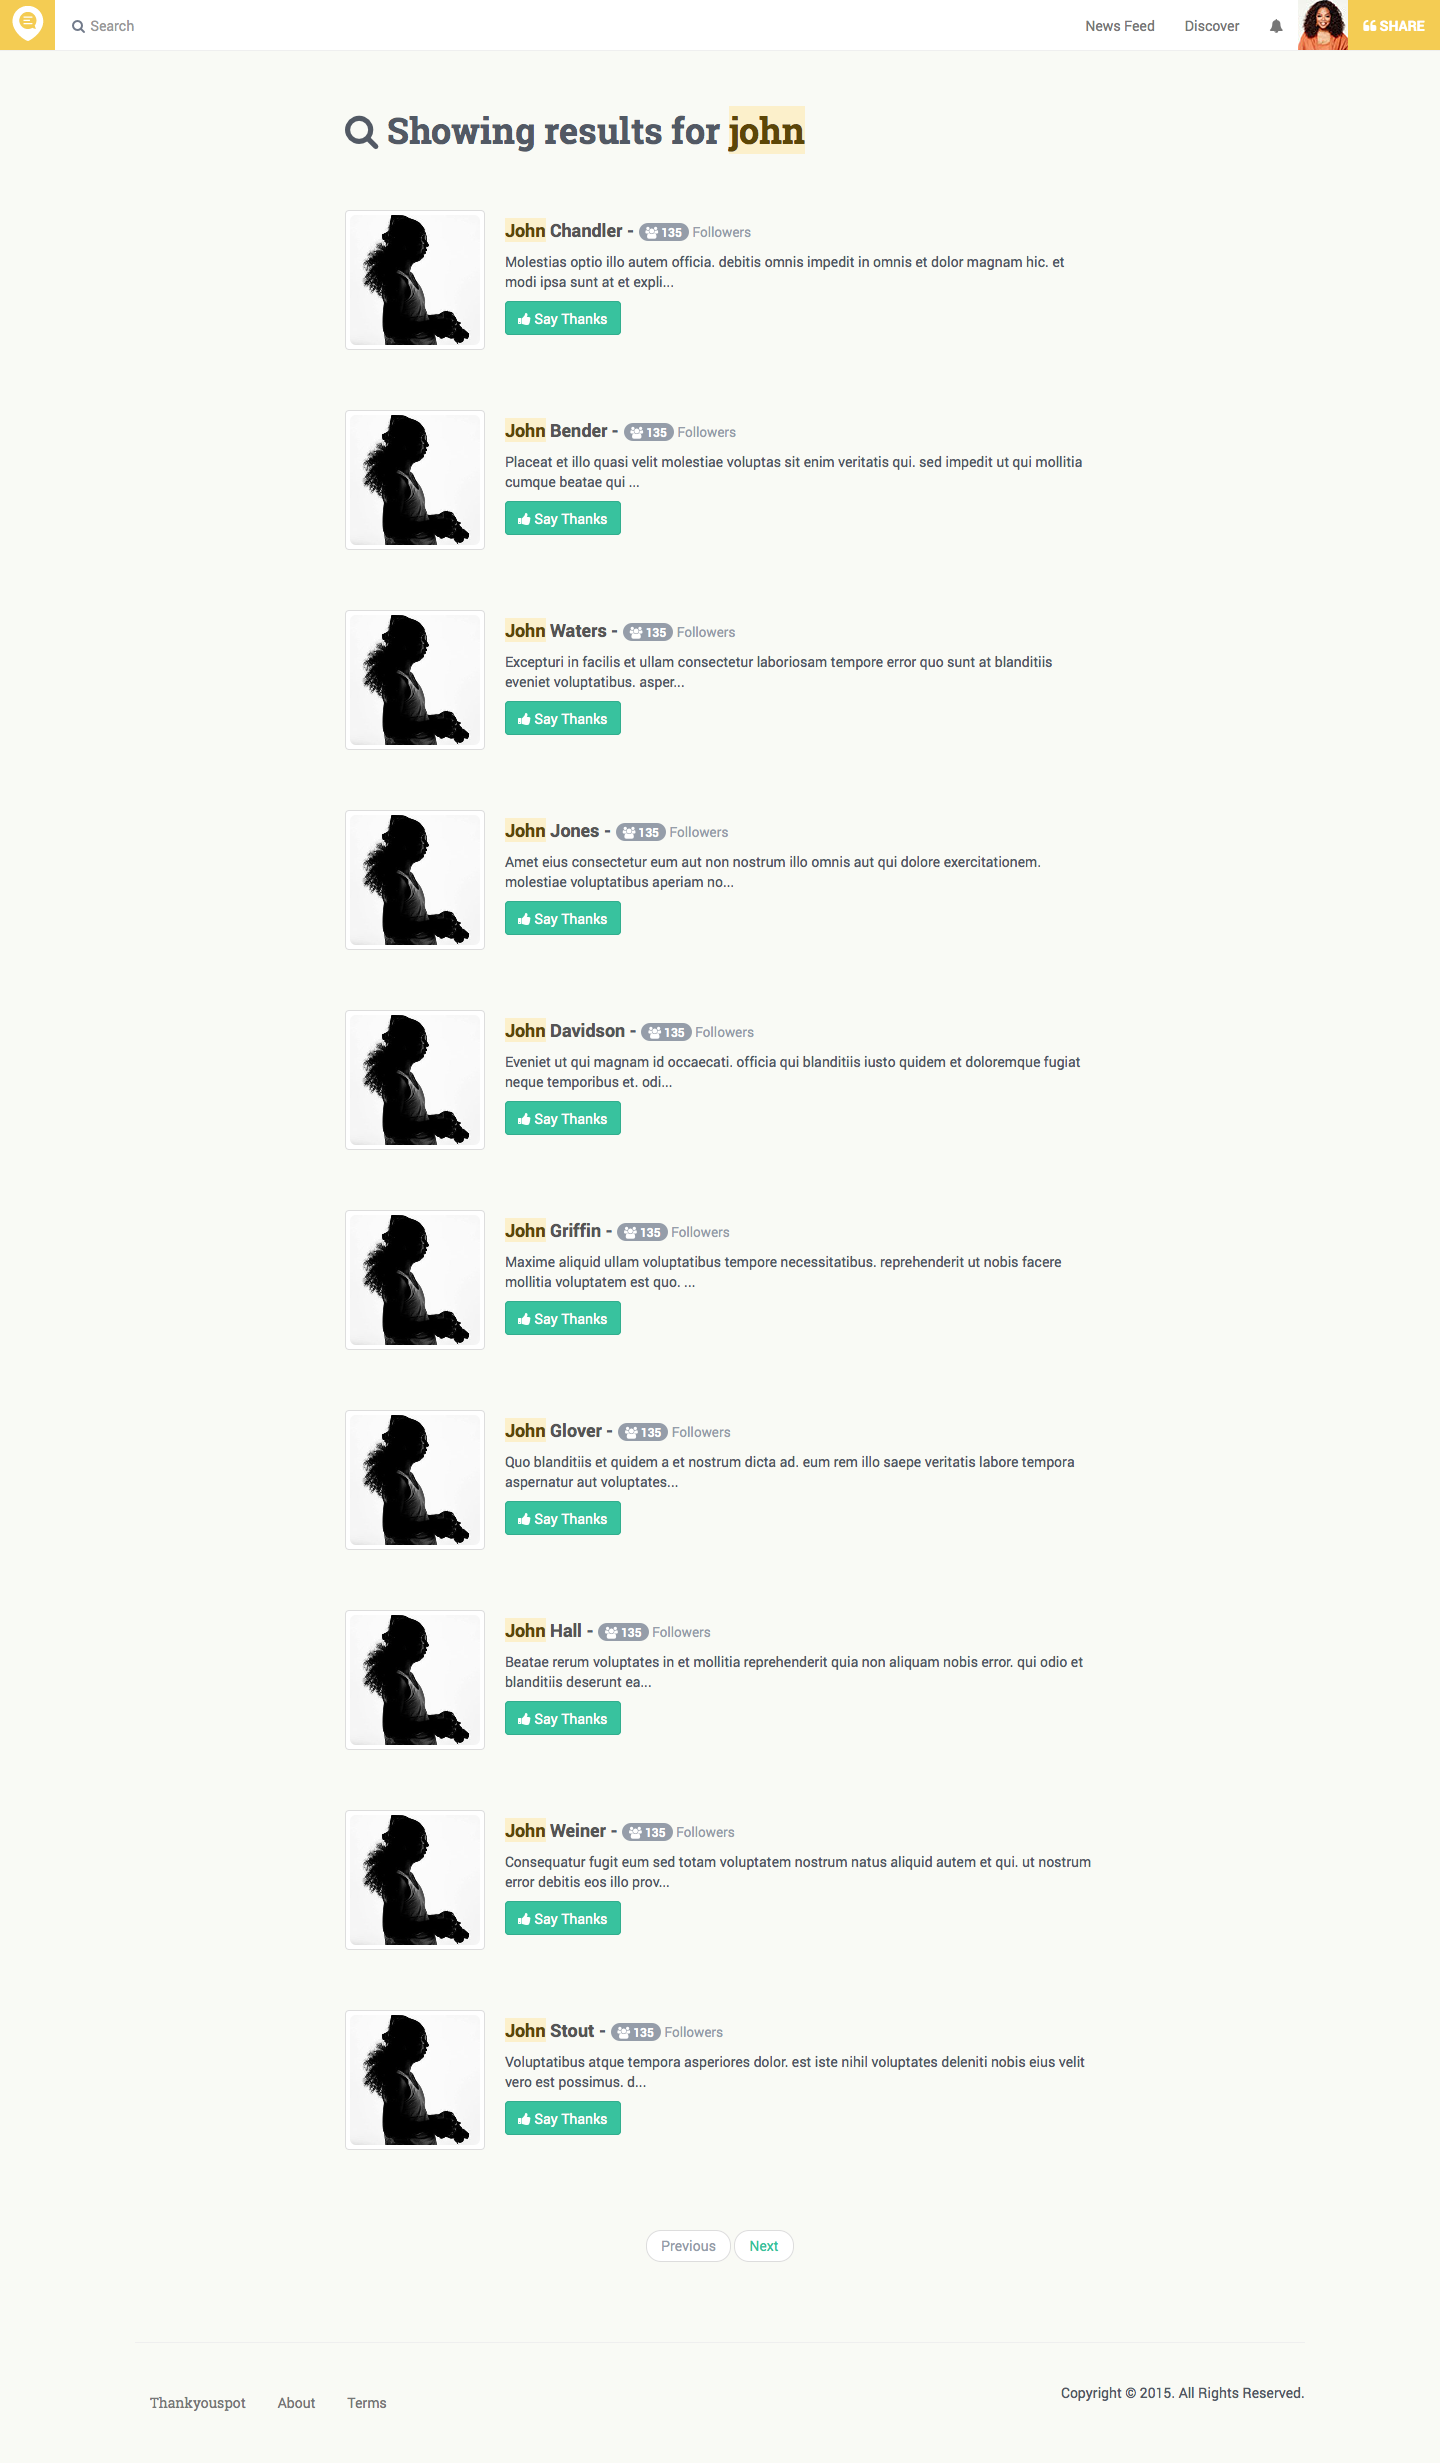 Search
News Feed
Discover
SHARE
Showing results for john
John Chandler - 135 Followers
Molestias optio illo autem officia. debitis omnis impedit in omnis et dolor magnam hic. et
modi ipsa sunt at et expli...
Say Thanks
John Bender - 135 Followers
Placeat et illo quasi velit molestiae voluptas sit enim veritatis qui. sed impedit ut qui mollitia
cumque beatae qui ...
Say Thanks
John Waters - 135 Followers
Excepturi in facilis et ullam consectetur laboriosam tempore error quo sunt at blanditiis
eveniet voluptatibus. asper...
Say Thanks
John Jones - 135 Followers
Amet eius consectetur eum aut non nostrum illo omnis aut qui dolore exercitationem.
molestiae voluptatibus aperiam no...
Say Thanks
John Davidson - 135 Followers
Eveniet ut qui magnam id occaecati. officia qui blanditiis iusto quidem et doloremque fugiat
neque temporibus et. odi...
Say Thanks
John Griffin - 135 Followers
Maxime aliquid ullam voluptatibus tempore necessitatibus. reprehenderit ut nobis facere
mollitia voluptatem est quo. ...
Say Thanks
John Glover - 135 Followers
Quo blanditiis et quidem a et nostrum dicta ad. eum rem illo saepe veritatis labore tempora
aspernatur aut voluptates...
Say Thanks
John Hall - 135 Followers
Beatae rerum voluptates in et mollitia reprehenderit quia non aliquam nobis error. qui odio et
blanditiis deserunt ea...
Say Thanks
John Weiner - 135 Followers
Consequatur fugit eum sed totam voluptatem nostrum natus aliquid autem et qui. ut nostrum
error debitis eos illo prov...
Say Thanks
John Stout - 135 Followers
Voluptatibus atque tempora asperiores dolor. est iste nihil voluptates deleniti nobis eius velit
vero est possimus. d...
Say Thanks
Previous
Next
Thankyouspot
About
Terms
Copyright © 2015. All Rights Reserved.